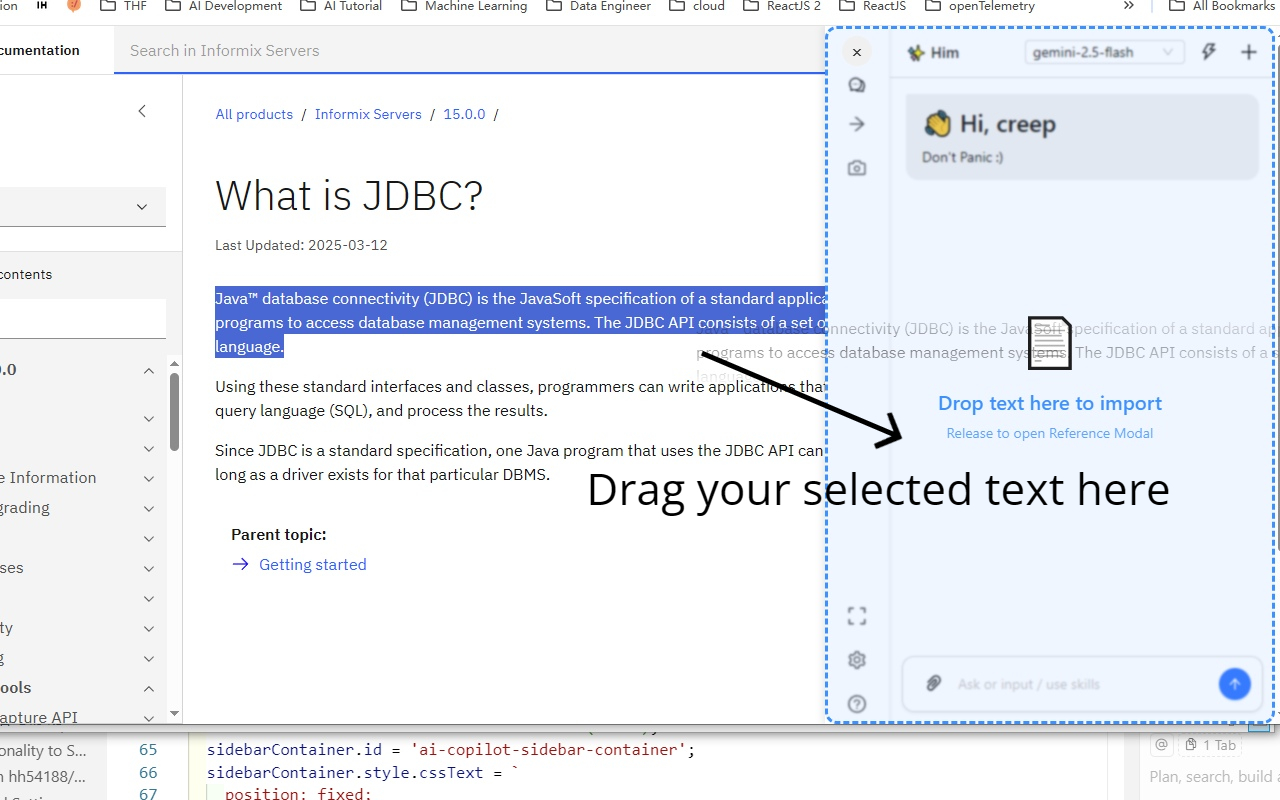 ion
THF
AI Development
AI Tutorial
Machine Learning
Data Engineer
cloud
ReactJS 2
ReactJS
openTelemetry
»
All Bookmarks
cumentation
Search in Informix Servers
All products / Informix Servers / 15.0.0 /
What is JDBC?
Last Updated: 2025-03-12
Java™ database connectivity (JDBC) is the JavaSoft specification of a standard applica
programs to access database management systems. The JDBC API consists of a set o
language.
Using these standard interfaces and classes, programmers can write applications that
query language (SQL), and process the results.
Since JDBC is a standard specification, one Java program that uses the JDBC API can
long as a driver exists for that particular DBMS.
Parent topic:
Getting started
contents
0.0
e Information
grading
ses
ty
g
ools
apture API
Him
gemini-2.5-flash
Hi, creep
Don't Panic :)
Java™ database connectivity (JDBC) is the JavaSoft specification of a standard ap
programs to access database management systems. The JDBC API consists of a s
language.
Drop text here to import
Release to open Reference Modal
Drag your selected text here
Ask or input / use skills
onality to S...
n hh54188/...
65 sidebarContainer.id = 'ai-copilot-sidebar-container';
66 sidebarContainer.style.cssText = `
67 position: fixed;
@
1 Tab
Plan, search, build a